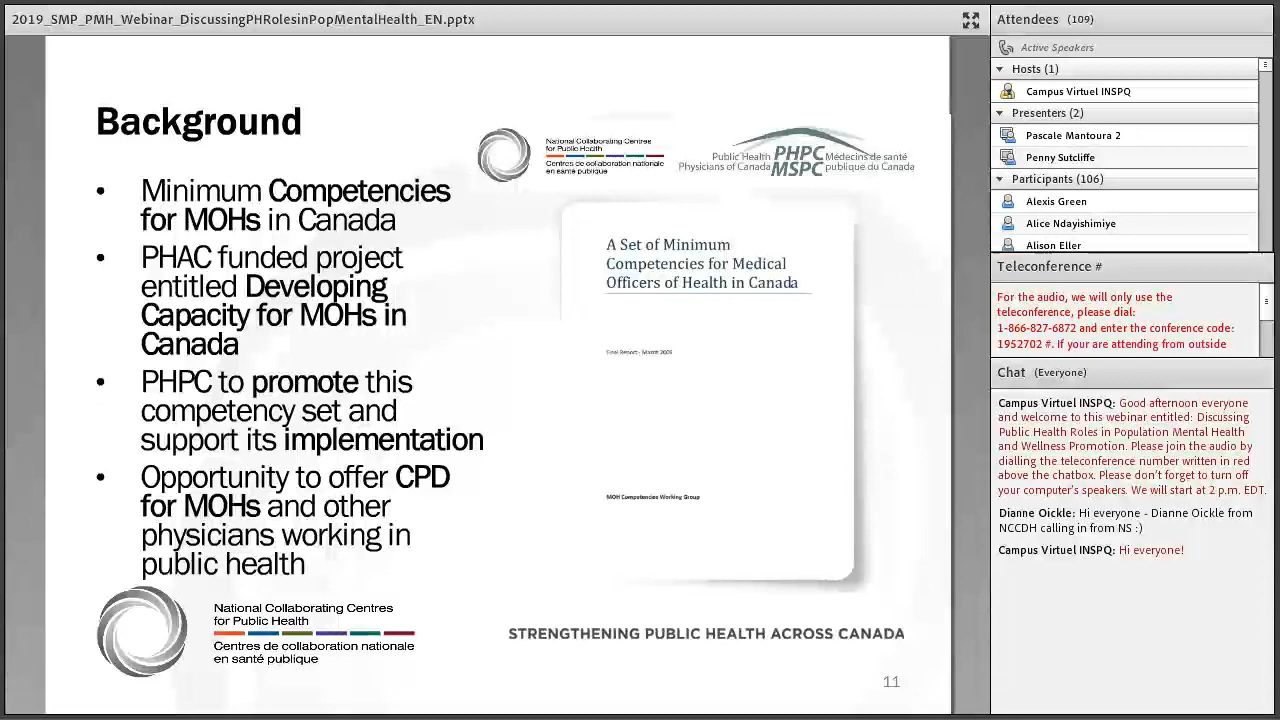 2019_SMP_PMH_Webinar_DiscussingPHRolesinPopMentalHealth_EN.pptx
Background
• Minimum Competencies
for MOHs in Canada
• PHAC funded project
entitled Developing
Capacity for MOHs in
Canada
• PHPC to promote this
competency set and
support its implementation
• Opportunity to offer CPD
for MOHs and other
physicians working in
public health
National Collaborating Centres
for Public Health
Centres de collaboration nationale
en santé publique
Public Health PHPC Médecins de santé
Physicians of Canada MSPC publique du Canada
A Set of Minimum
Competencies for Medical
Officers of Health in Canada
Final Report - March 2009
MOH Competencies Working Group
National Collaborating Centres
for Public Health
Centres de collaboration nationale
en santé publique
STRENGTHENING PUBLIC HEALTH ACROSS CANADA
11
Attendees (109)
Active Speakers
Hosts (1)
Campus Virtuel INSPQ
Presenters (2)
Pascale Mantoura 2
Penny Sutcliffe
Participants (106)
Alexis Green
Alice Ndayishimiye
Alison Eller
Teleconference #
For the audio, we will only use the
teleconference, please dial:
1-866-827-6872 and enter the conference code:
1952702 #. If your are attending from outside
Chat (Everyone)
Campus Virtuel INSPQ: Good afternoon everyone
and welcome to this webinar entitled: Discussing
Public Health Roles in Population Mental Health
and Wellness Promotion. Please join the audio by
dialling the teleconference number written in red
above the chatbox. Please don't forget to turn off
your computer's speakers. We will start at 2 p.m. EDT.
Dianne Oickle: Hi everyone - Dianne Oickle from
NCCDH calling in from NS :)
Campus Virtuel INSPQ: Hi everyone!